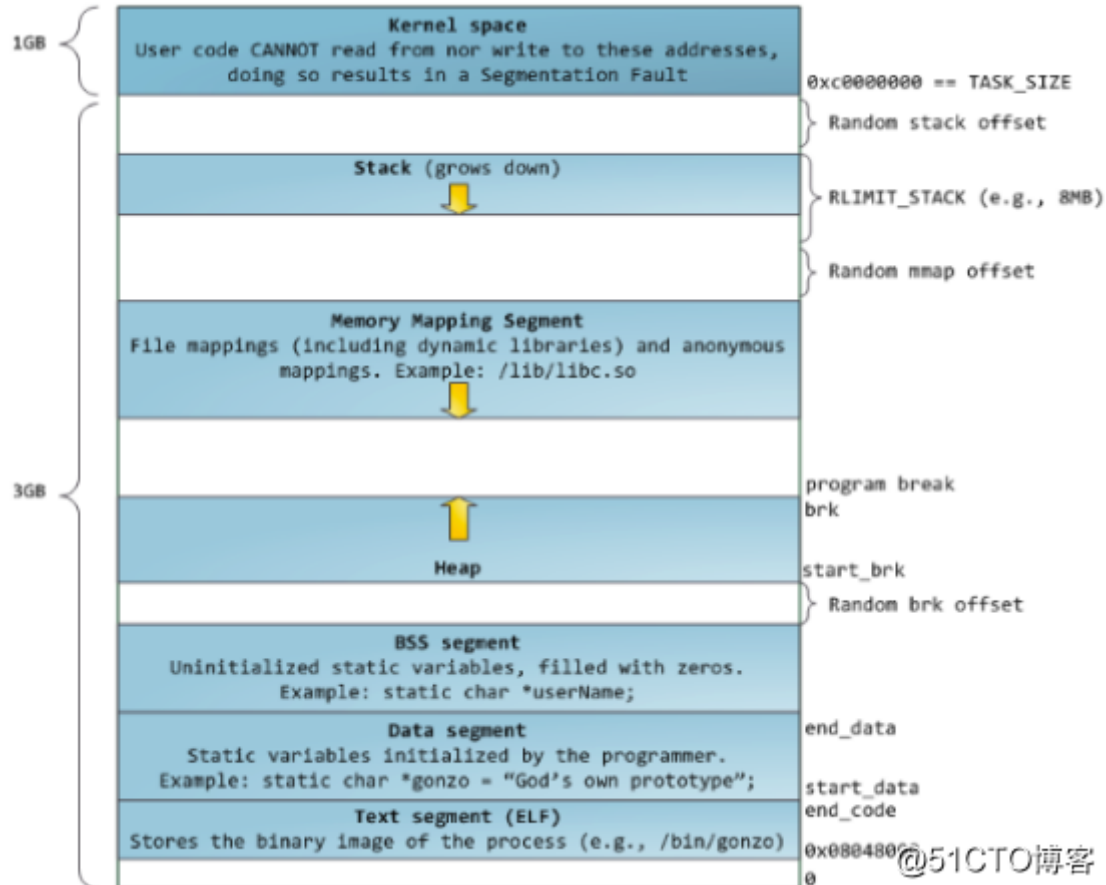 Kernel space
1GB
User code CANNOT read from nor write to these addresses,
doing so results in a Segmentation Fault
0xc0000000 == TASK_SIZE
Random stack offset
Stack (grows down)
RLIMIT_STACK (e.g., 8MB)
Random mmap offset
Memory Mapping Segment
File mappings (including dynamic libraries) and anonymous
mappings. Example: /lib/libc.so
3GB
program break
brk
Heap
start_brk
Random brk offset
BSS segment
Uninitialized static variables, filled with zeros.
Example: static char *userName;
Data segment
end_data
Static variables initialized by the programmer.
Example: static char *gonzo = “God’s own prototype”;
start_data
end_code
Text segment (ELF)
Stores the binary image of the process (e.g., /bin/gonzo)
@51CTO博客
0